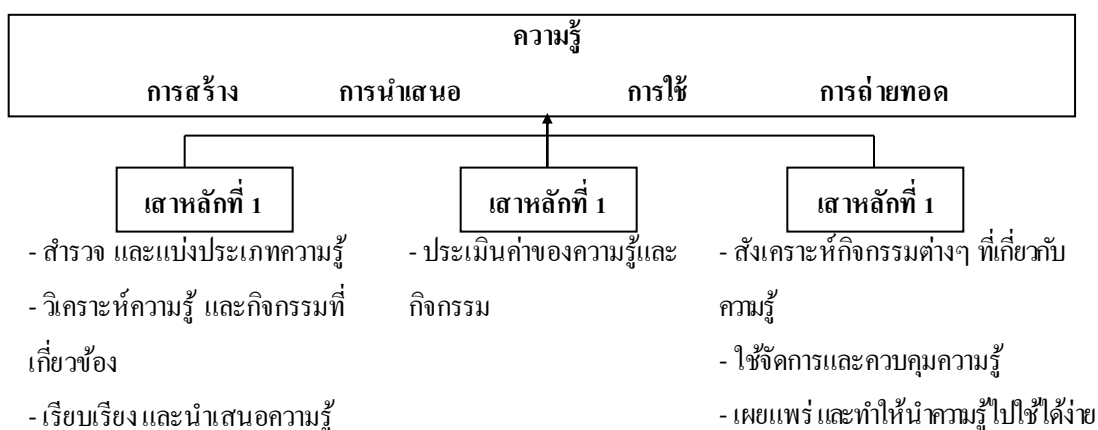 ความรู้
การสร้าง การนำเสนอ การใช้ การถ่ายทอด
เสาหลักที่ 1
- สำรวจ และแบ่งประเภทความรู้
- วิเคราะห์ความรู้ และกิจกรรมที่
เกี่ยวข้อง
- เรียบเรียง และนำเสนอความรู้
เสาหลักที่ 1
- ประเมินค่าของความรู้และ
กิจกรรม
เสาหลักที่ 1
- สังเคราะห์กิจกรรมต่างๆ ที่เกี่ยวกับ
ความรู้
- ใช้จัดการและควบคุมความรู้
- เผยแพร่ และทำให้นำความรู้ไปใช้ได้ง่าย